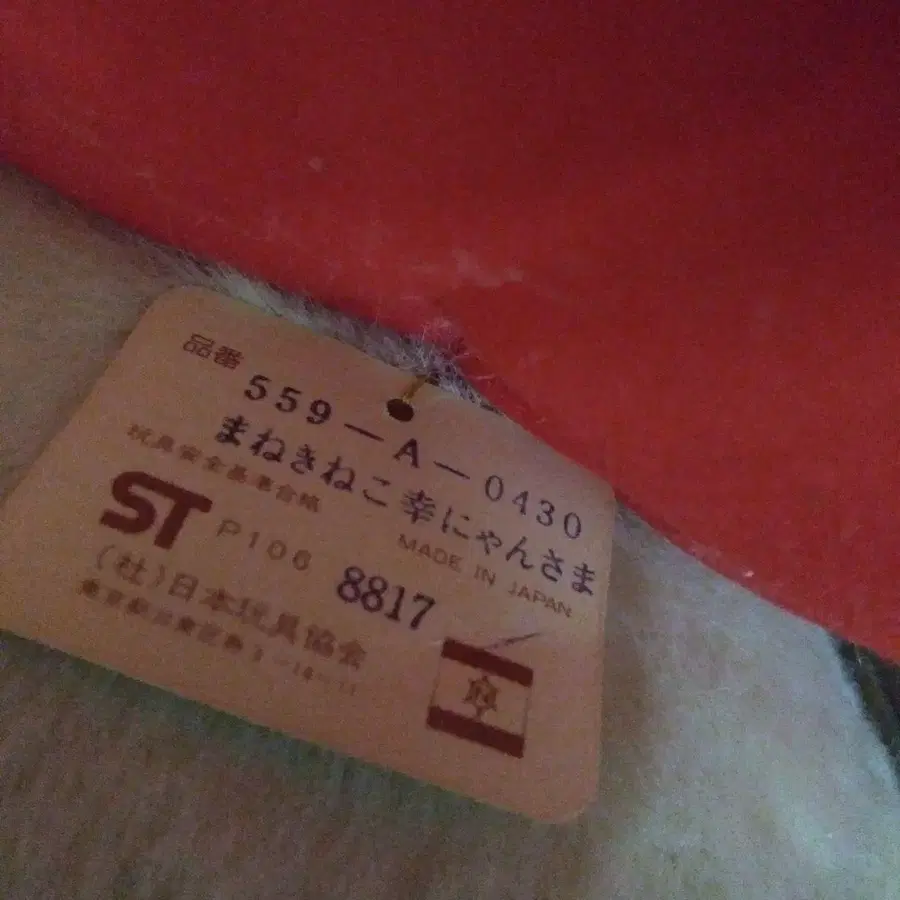 品番
559-A-0430
まねきねこ幸にゃんさま
玩具安全基準合格
MADE IN JAPAN
ST P106 8817
(社)日本玩具協会